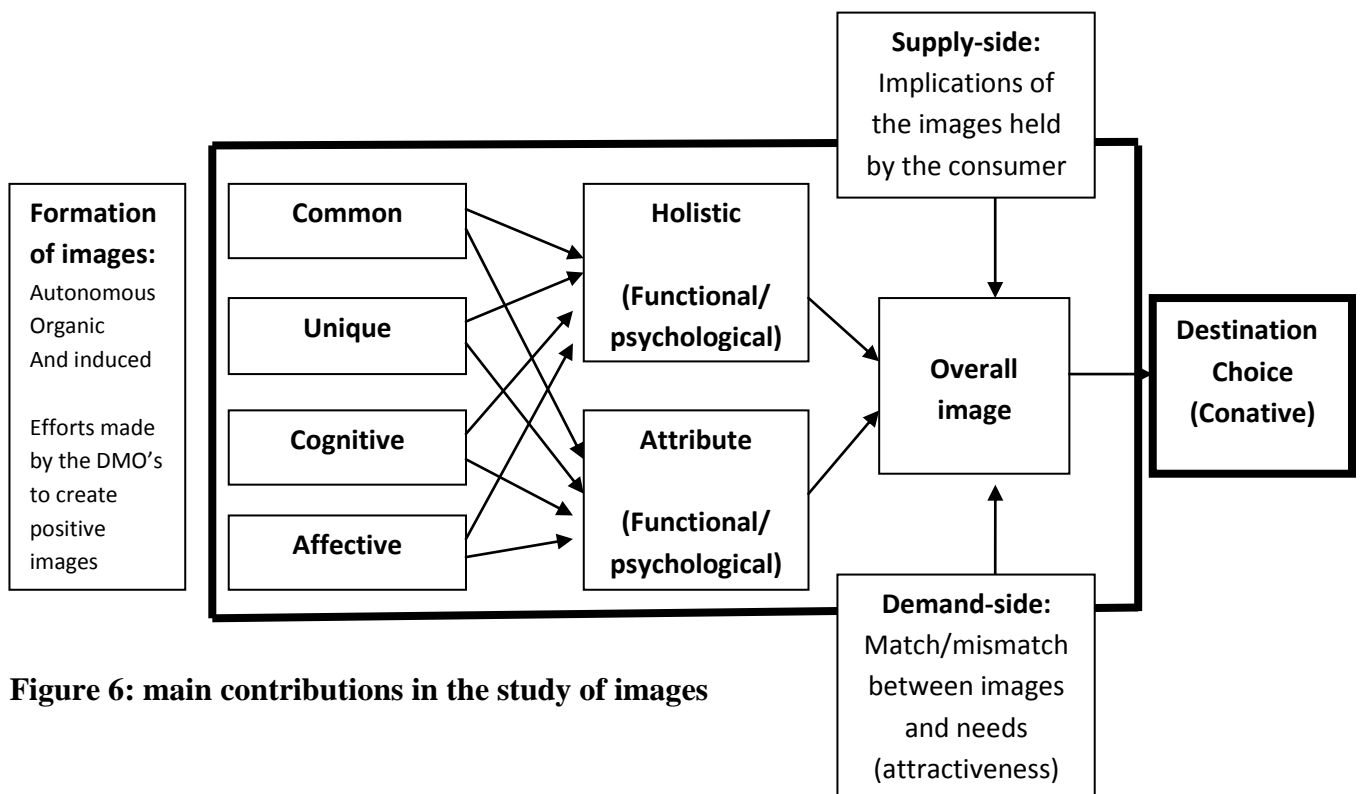 Supply-side:
Implications of
the images held
by the consumer
Formation
of images:
Autonomous
Organic
And induced
Efforts made
by the DMO's
to create
positive
images
Common
Unique
Cognitive
Affective
Holistic
(Functional/
psychological)
Attribute
(Functional/
psychological)
Overall
image
Destination
Choice
(Conative)
Demand-side:
Match/mismatch
between images
and needs
(attractiveness)
Figure 6: main contributions in the study of images